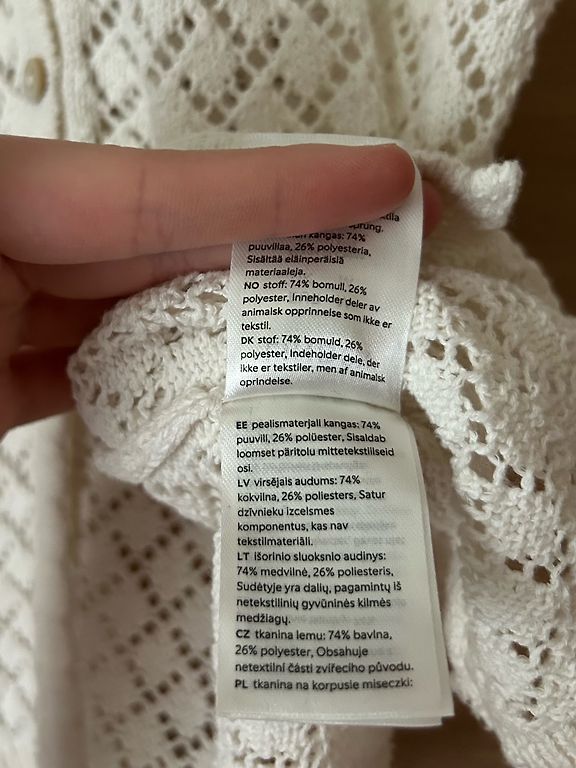 sprung.
kangas: 74%
puuvillaa, 26% polyesteria,
Sisältää eläinperäisiä
materiaaleja.
NO stoff: 74% bomull, 26%
polyester, Inneholder deler av
animalsk opprinnelse som ikke er
tekstil.
DK stof: 74% bomuld, 26%
polyester, Indeholder dele, der
ikke er tekstiler, men af animalsk
oprindelse.
EE pealismaterjali kangas: 74%
puuvill, 26% polüester, Sisaldab
loomset päritolu mittetekstiilseid
osi.
LV virsējais audums: 74%
kokvilna, 26% poliesters, Satur
dzīvnieku izcelsmes
komponentus, kas nav
tekstilmateriāli.
LT išorinio sluoksnio audinys:
74% medvilnė, 26% poliesteris,
Sudėtyje yra dalių, pagamintų iš
netekstilinių gyvūninės kilmės
medžiagų.
CZ tkanina lemu: 74% bavlna,
26% polyester, Obsahuje
netextilní části zvířecího původu.
PL tkanina na korpusie miseczki: